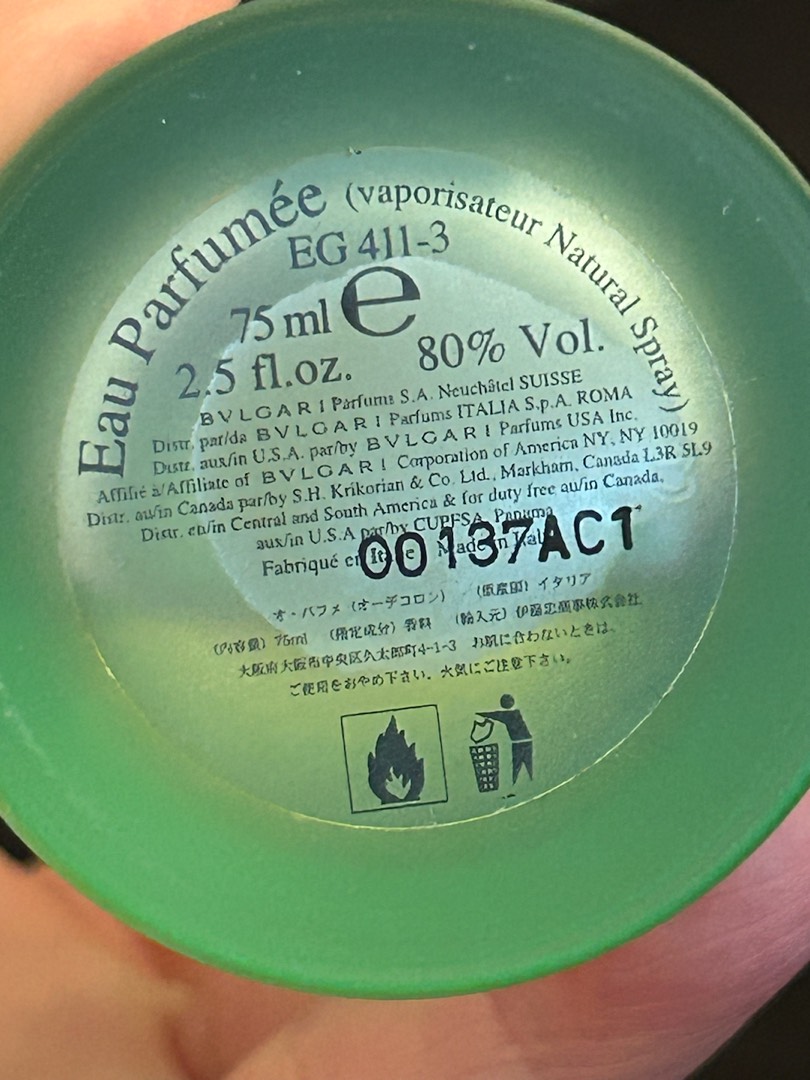 Eau Parfumée (vaporisateur Natural Spray)
EG 411-3
75 ml e
2.5 fl.oz. 80% Vol.
BVLGARI Parfums S.A. Neuchâtel SUISSE
Distr. par/da BVLGARI Parfums ITALIA S.p.A. ROMA
Distr. aux/in U.S.A. par/by BVLGARI Parfums USA Inc.
Affilié à/Affiliate of BVLGARI Corporation of America NY, NY 10019
Distr. au/in Canada par/by S.H. Krikorian & Co. Ltd., Markham, Canada L3R 5L9
Distr. en/in Central and South America & for duty free au/in Canada,
aux/in U.S.A par/by CUPFSA, Panama
Fabriqué en Italie Made in Italy
00137AC1
オ・パフメ (オーデコロン) (原産国) イタリア
(内容量) 75ml (指定成分) 香料 (輸入元) 伊藤忠商事株式会社
大阪府大阪市中央区久太郎町4-1-3 お肌に合わないときは、
ご使用をおやめ下さい。火気にご注意下さい。